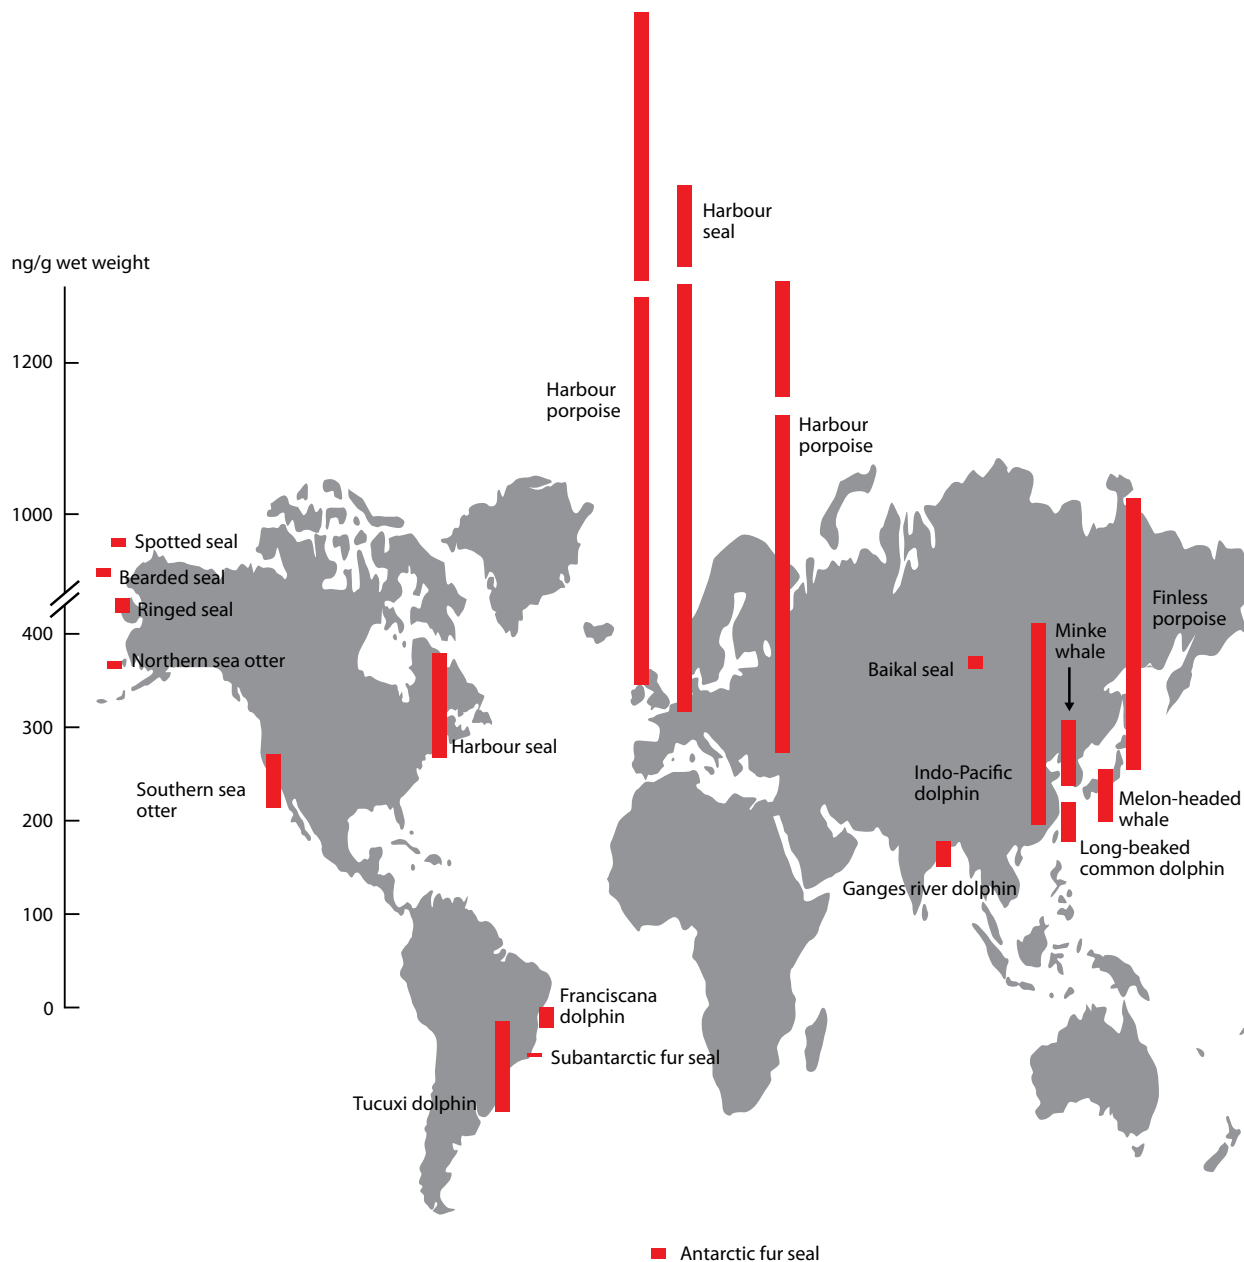 Harbour
seal
ng/g wet weight
1200
Harbour
porpoise
Harbour
porpoise
1000
Spotted seal
Bearded seal
Ringed seal
Finless
porpoise
400
Minke
whale
Northern sea otter
Baikal seal
300
Harbour seal
Indo-Pacific
dolphin
Southern sea
otter
Melon-headed
whale
200
Long-beaked
common dolphin
Ganges river dolphin
100
Franciscana
dolphin
0
Subantarctic fur seal
Tucuxi dolphin
Antarctic fur seal